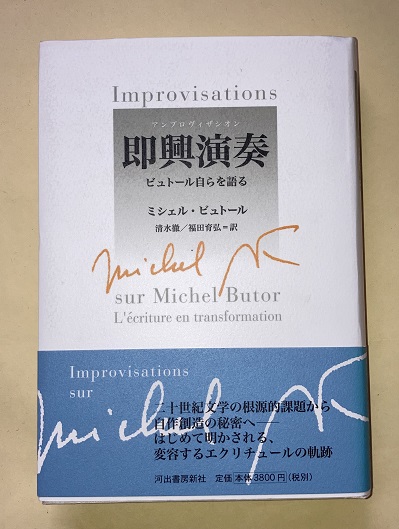 Improvisations
アンプロヴィザシオン
即興演奏
ビュトール自らを語る
ミシェル・ビュトール
清水徹／福田育弘＝訳
michel
sur Michel Butor
L'écriture en transformation
Improvisations
sur
michel
二十世紀文学の根源的課題から
自作創造の秘密へ――
はじめて明かされる、
変容するエクリチュールの軌跡
河出書房新社 定価 本体3800円（税別）